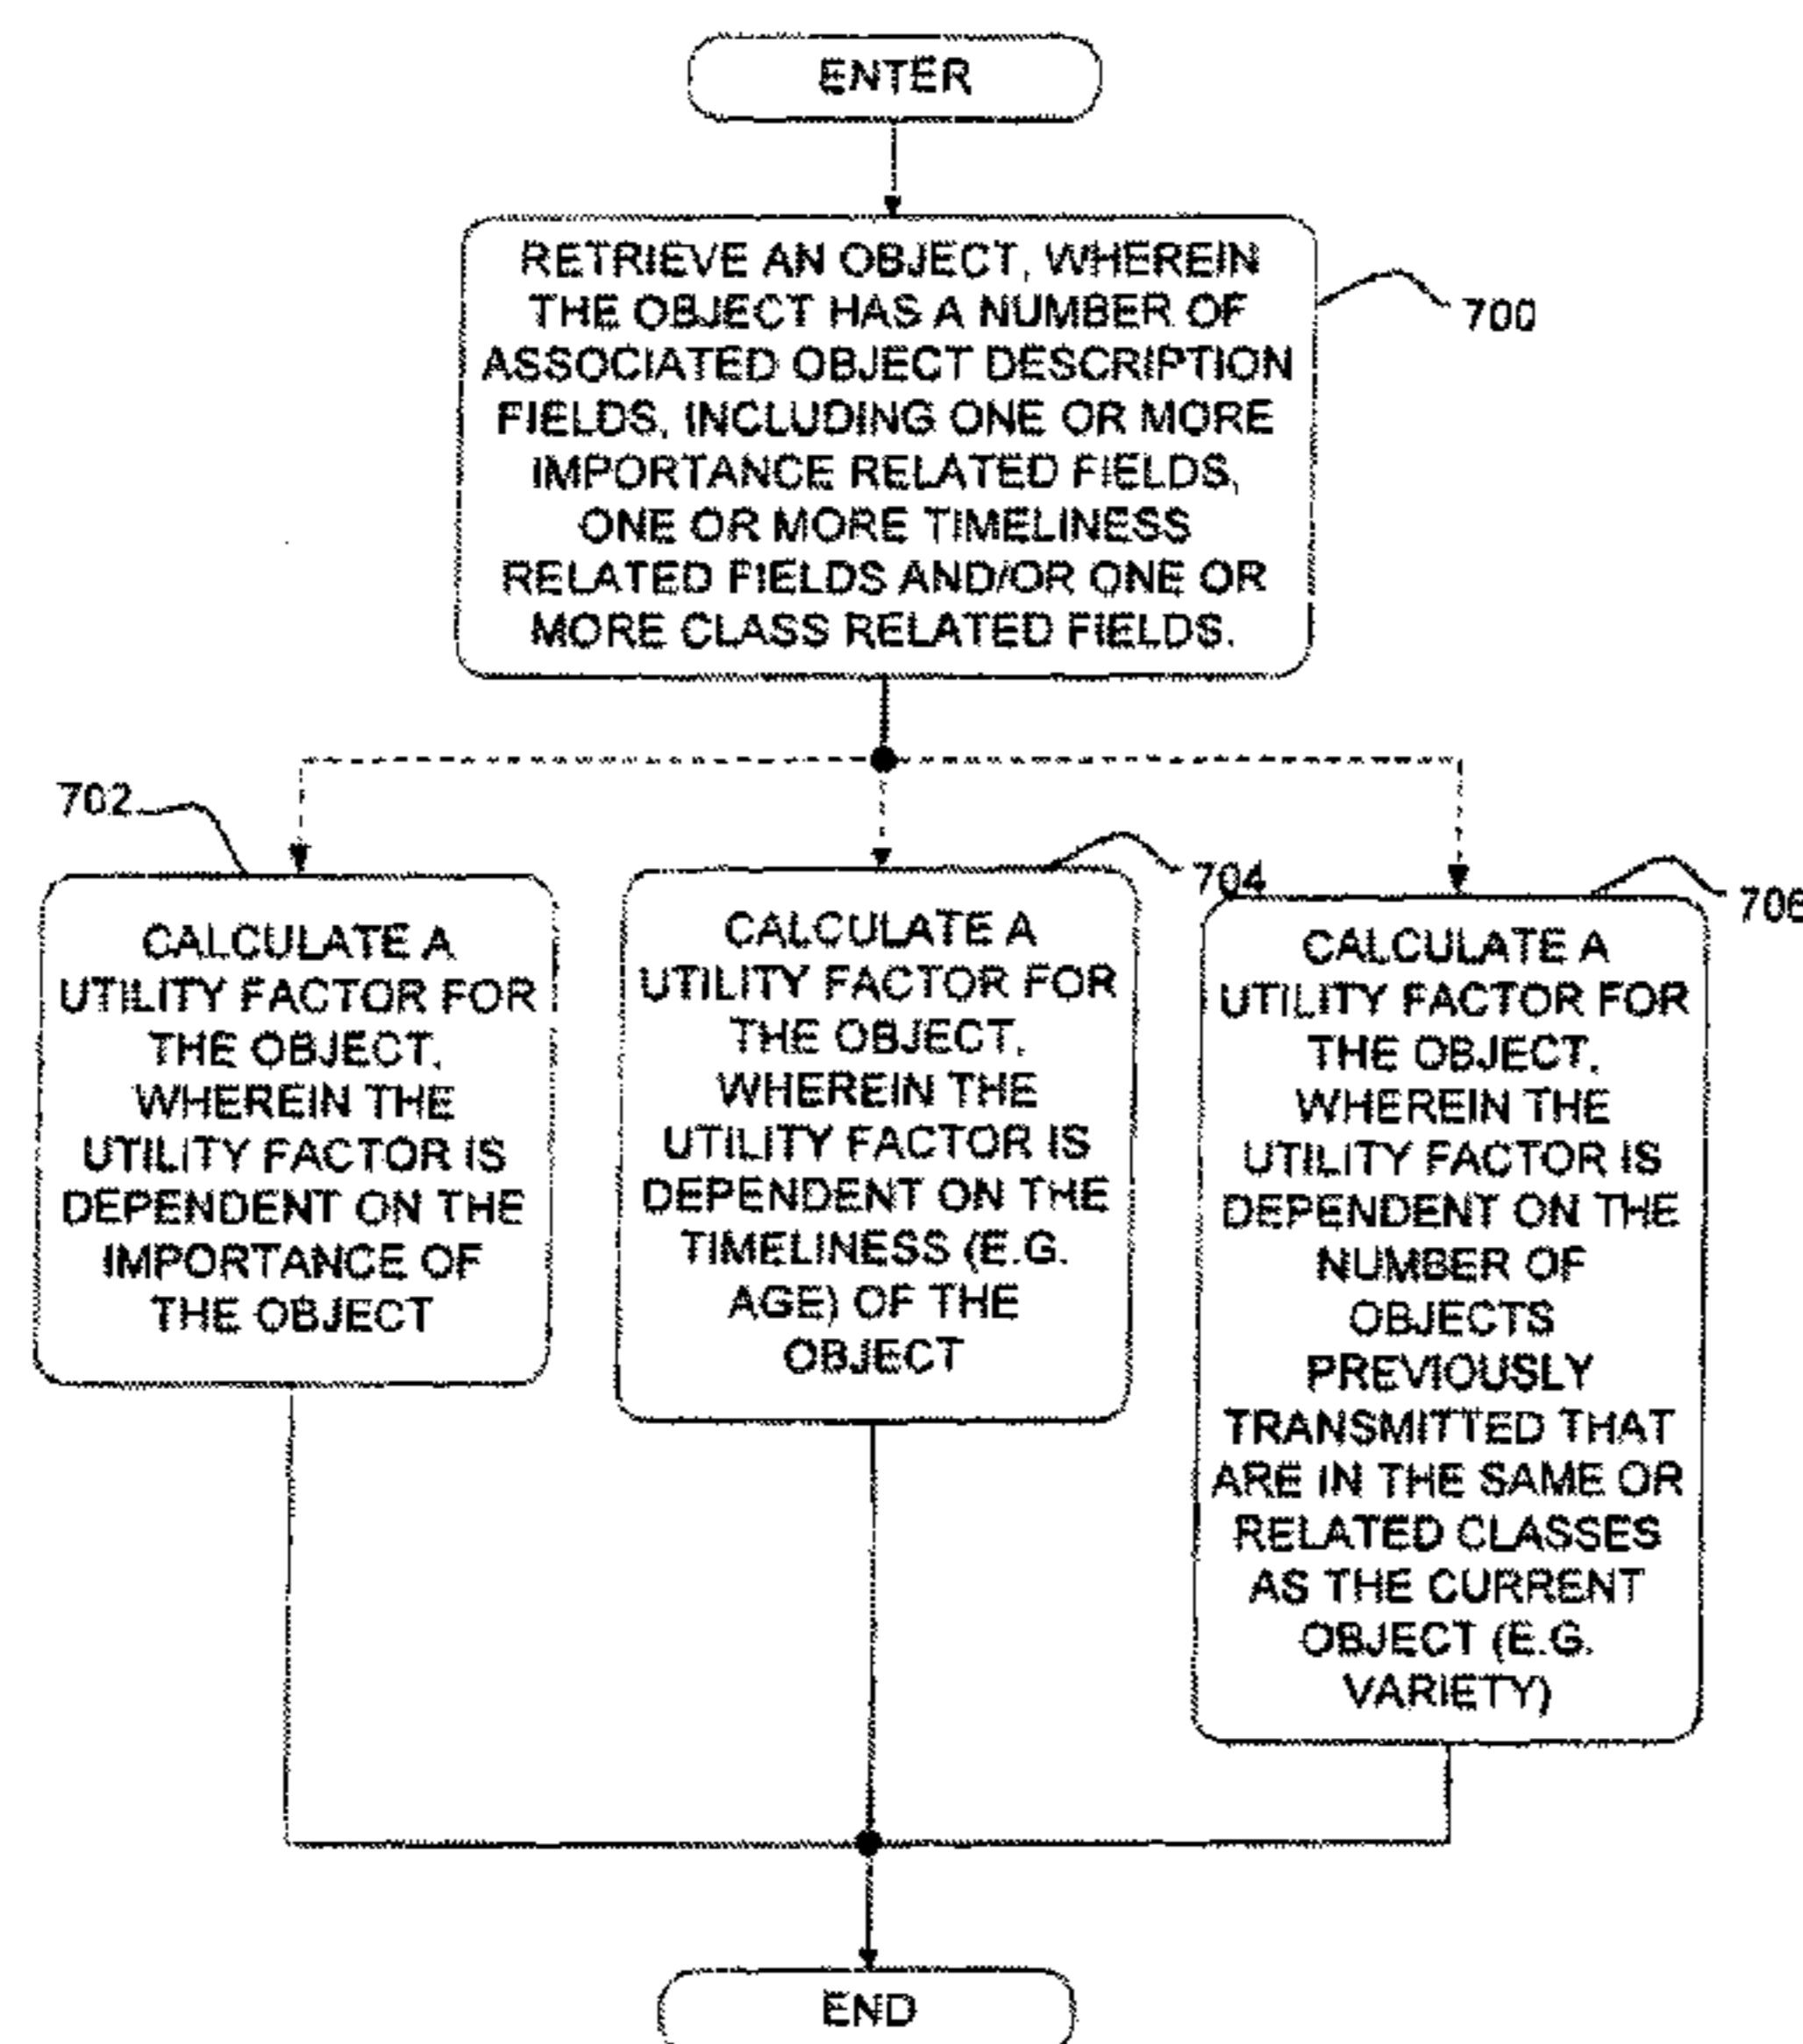 ENTER
RETRIEVE AN OBJECT, WHEREIN
THE OBJECT HAS A NUMBER OF
ASSOCIATED OBJECT DESCRIPTION
FIELDS, INCLUDING ONE OR MORE
IMPORTANCE RELATED FIELDS,
ONE OR MORE TIMELINESS
RELATED FIELDS AND/OR ONE OR
MORE CLASS RELATED FIELDS.
700
702
CALCULATE A
UTILITY FACTOR FOR
THE OBJECT,
WHEREIN THE
UTILITY FACTOR IS
DEPENDENT ON THE
IMPORTANCE OF
THE OBJECT
704
CALCULATE A
UTILITY FACTOR FOR
THE OBJECT,
WHEREIN THE
UTILITY FACTOR IS
DEPENDENT ON THE
TIMELINESS (E.G.
AGE) OF THE
OBJECT
706
CALCULATE A
UTILITY FACTOR FOR
THE OBJECT,
WHEREIN THE
UTILITY FACTOR IS
DEPENDENT ON THE
NUMBER OF
OBJECTS
PREVIOUSLY
TRANSMITTED THAT
ARE IN THE SAME OR
RELATED CLASSES
AS THE CURRENT
OBJECT (E.G.
VARIETY)
END